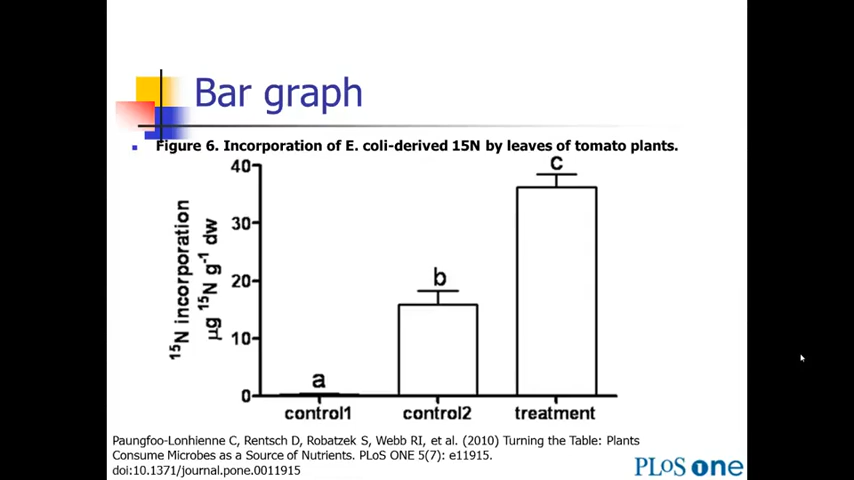 Bar graph
Figure 6. Incorporation of E. coli-derived 15N by leaves of tomato plants.
15N incorporation
µg 15N g-1 dw
40
30
20
10
0
a
b
c
control1
control2
treatment
Paungfoo-Lonhienne C, Rentsch D, Robatzek S, Webb RI, et al. (2010) Turning the Table: Plants
Consume Microbes as a Source of Nutrients. PLoS ONE 5(7): e11915.
doi:10.1371/journal.pone.0011915
PLoS one